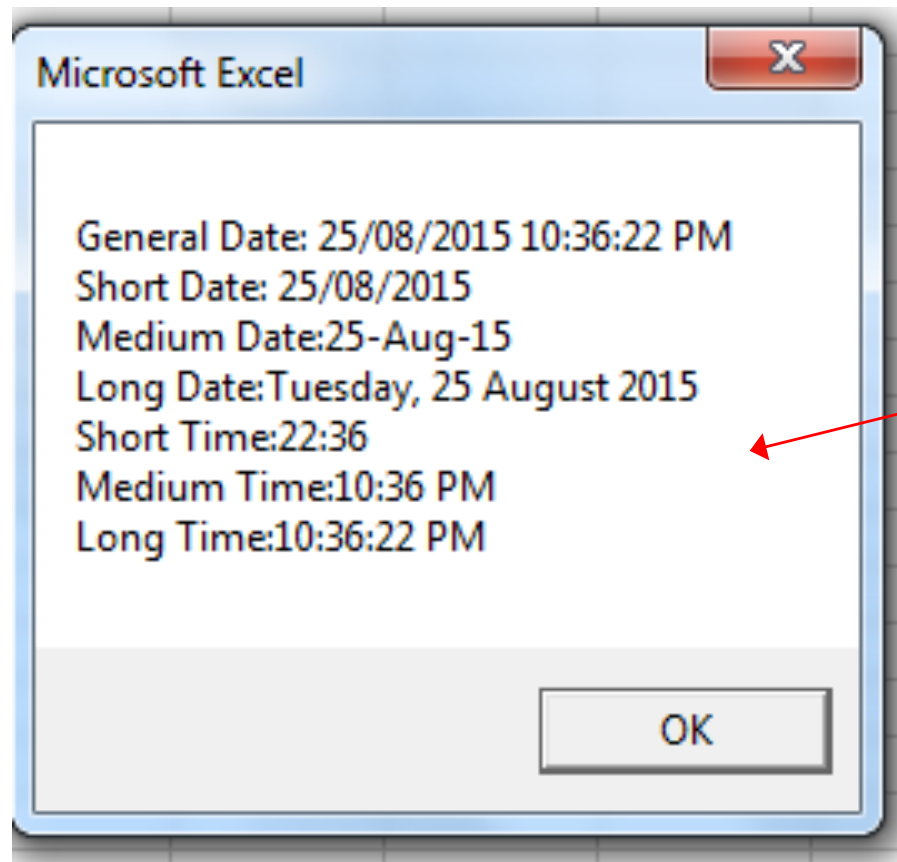 Microsoft Excel
General Date: 25/08/2015 10:36:22 PM
Short Date: 25/08/2015
Medium Date:25-Aug-15
Long Date:Tuesday, 25 August 2015
Short Time:22:36
Medium Time:10:36 PM
Long Time:10:36:22 PM
OK